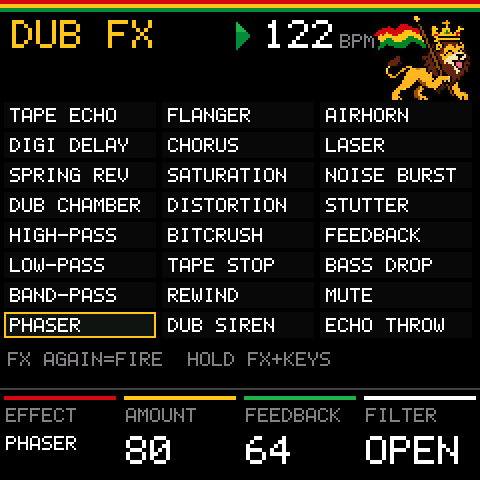 DUB FX
122 BPM
TAPE ECHO FLANGER AIRHORN
DIGI DELAY CHORUS LASER
SPRING REV SATURATION NOISE BURST
DUB CHAMBER DISTORTION STUTTER
HIGH-PASS BITCRUSH FEEDBACK
LOW-PASS TAPE STOP BASS DROP
BAND-PASS REWIND MUTE
PHASER DUB SIREN ECHO THROW
FX AGAIN=FIRE HOLD FX+KEYS
EFFECT AMOUNT FEEDBACK FILTER
PHASER 80 64 OPEN